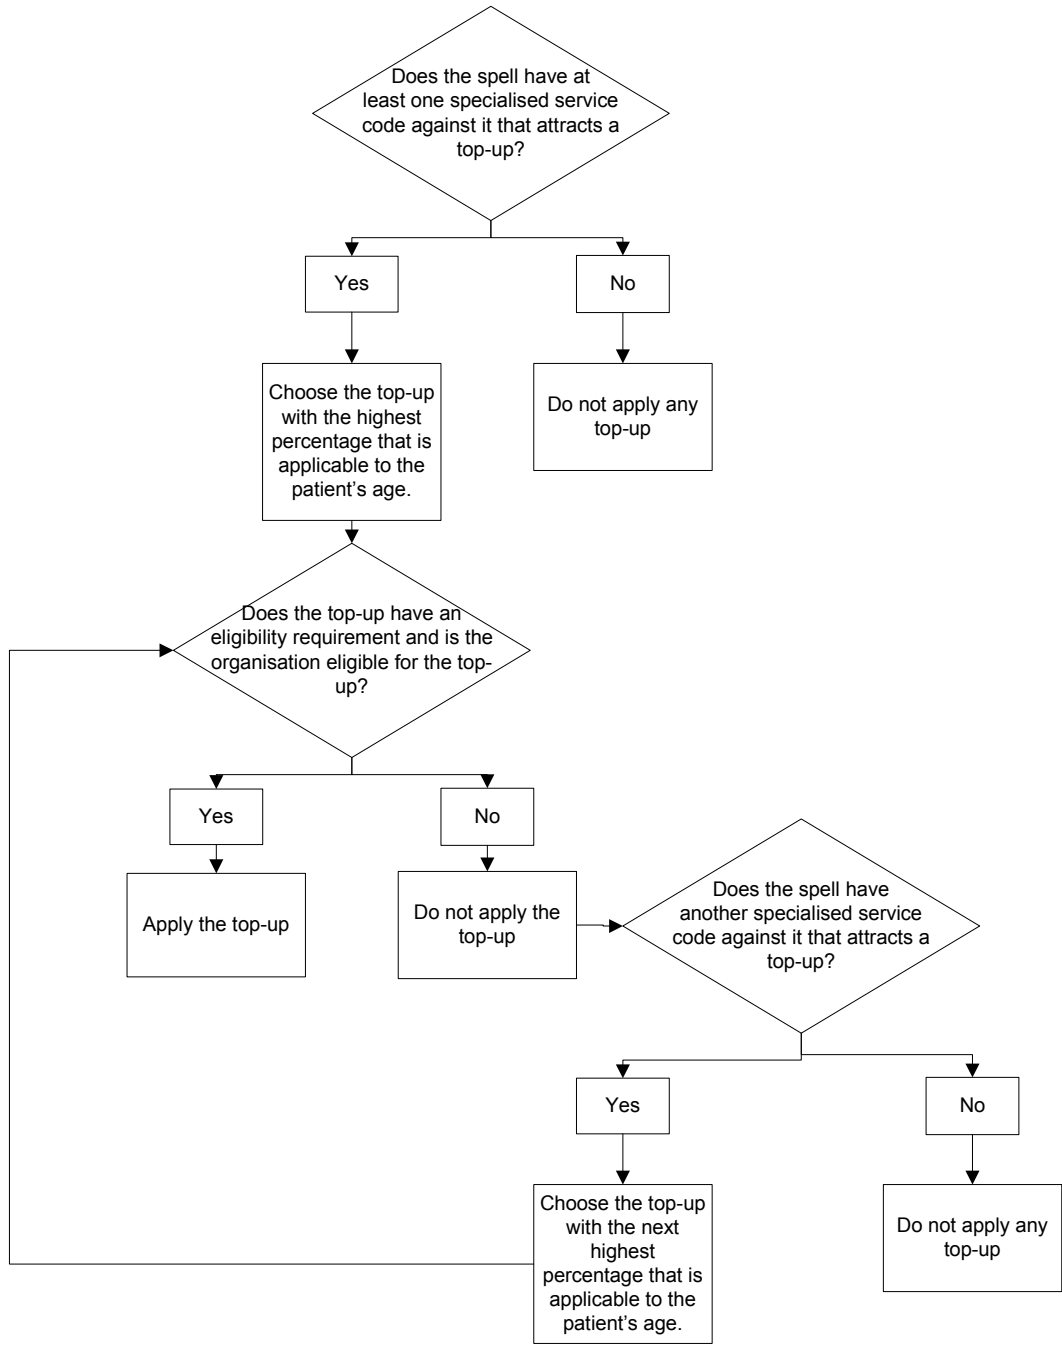 Does the spell have at
least one specialised service
code against it that attracts a
top-up?
Yes
No
Choose the top-up
with the highest
percentage that is
applicable to the
patient's age.
Do not apply any
top-up
Does the top-up have an
eligibility requirement and is the
organisation eligible for the top-
up?
Yes
No
Apply the top-up
Do not apply the
top-up
Does the spell have
another specialised service
code against it that attracts a
top-up?
Yes
No
Choose the top-up
with the next
highest
percentage that is
applicable to the
patient's age.
Do not apply any
top-up